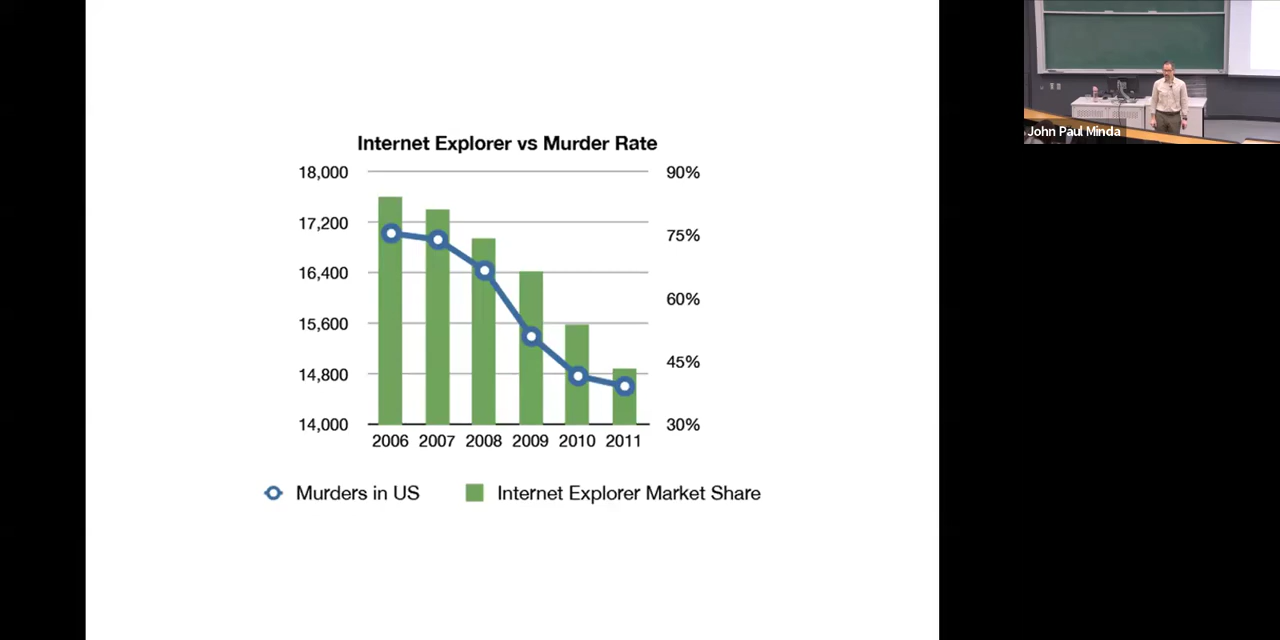 Internet Explorer vs Murder Rate
18,000
17,200
16,400
15,600
14,800
14,000
90%
75%
60%
45%
30%
2006 2007 2008 2009 2010 2011
Murders in US
Internet Explorer Market Share
John Paul Minda